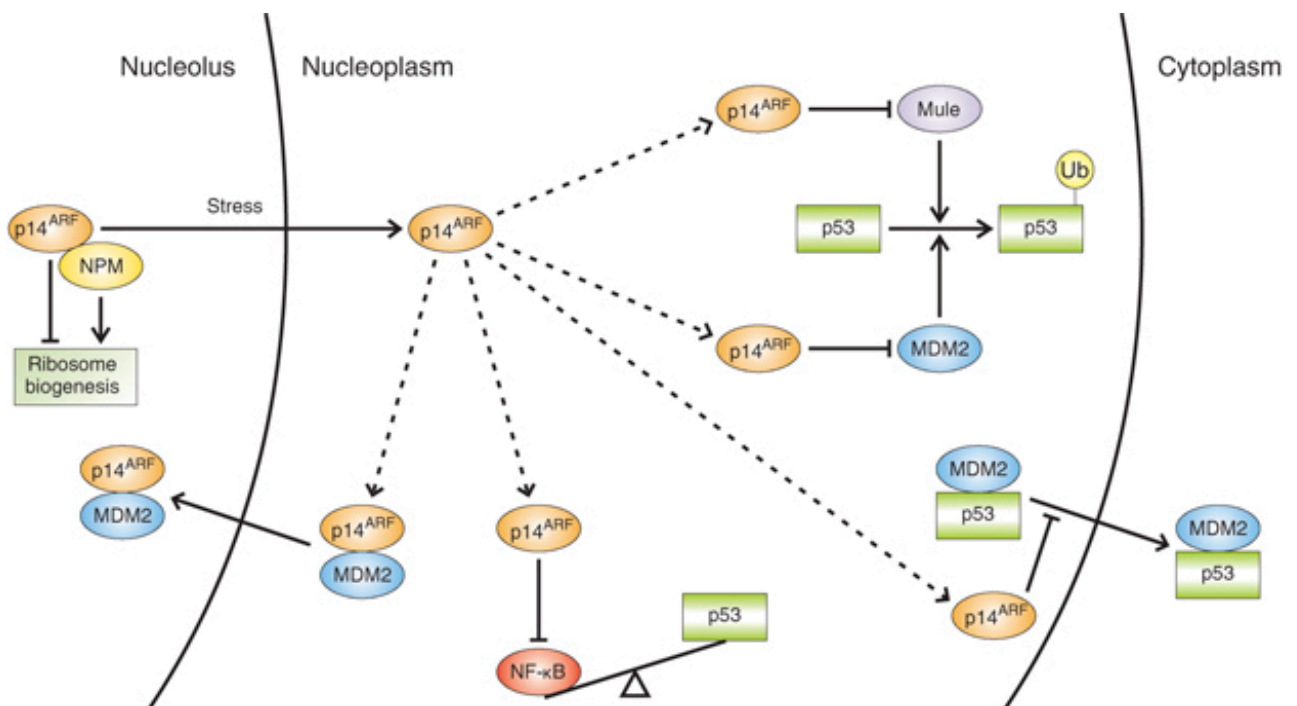 Nucleolus
Nucleoplasm
Cytoplasm
p14ARF
Mule
Ub
Stress
p14ARF
p14ARF
p53
p53
NPM
p14ARF
MDM2
Ribosome
biogenesis
p14ARF
MDM2
MDM2
p53
p14ARF
MDM2
p14ARF
MDM2
p53
p53
p14ARF
NF-κB